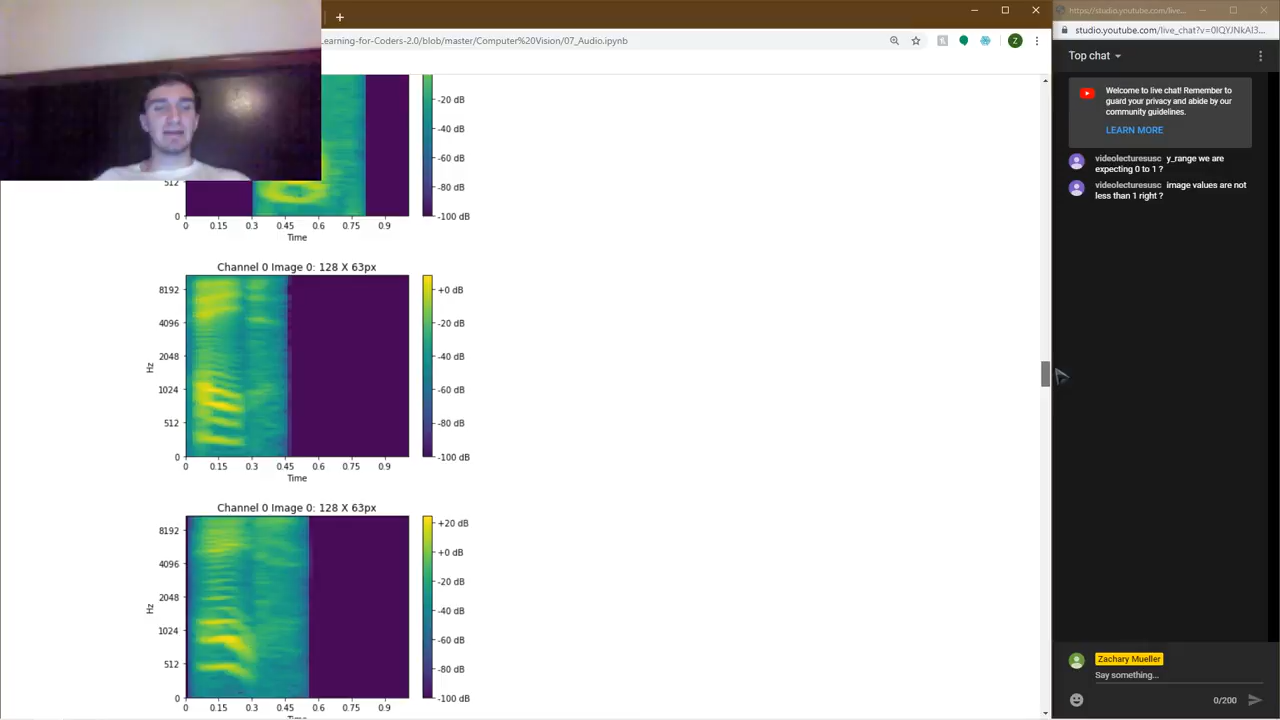 Learning-for-Coders-2.0/blob/master/Computer%20Vision/07_Audio.ipynb
-20 dB
-40 dB
-60 dB
512
-80 dB
0
-100 dB
0 0.15 0.3 0.45 0.6 0.75 0.9
Time
Channel 0 Image 0: 128 X 63px
8192
+0 dB
4096
-20 dB
2048
-40 dB
Hz
1024
-60 dB
512
-80 dB
0
-100 dB
0 0.15 0.3 0.45 0.6 0.75 0.9
Time
Channel 0 Image 0: 128 X 63px
+20 dB
8192
+0 dB
4096
-20 dB
2048
-40 dB
Hz
1024
-60 dB
512
-80 dB
0
-100 dB
0 0.15 0.3 0.45 0.6 0.75 0.9
Time
Z
https://studio.youtube.com/live...
studio.youtube.com/live_chat?v=0IQYJNkAI3...
Top chat
Welcome to live chat! Remember to
guard your privacy and abide by our
community guidelines.
LEARN MORE
videolecturesusc y_range we are
expecting 0 to 1 ?
videolecturesusc image values are not
less than 1 right ?
Zachary Mueller
Say something...
0/200